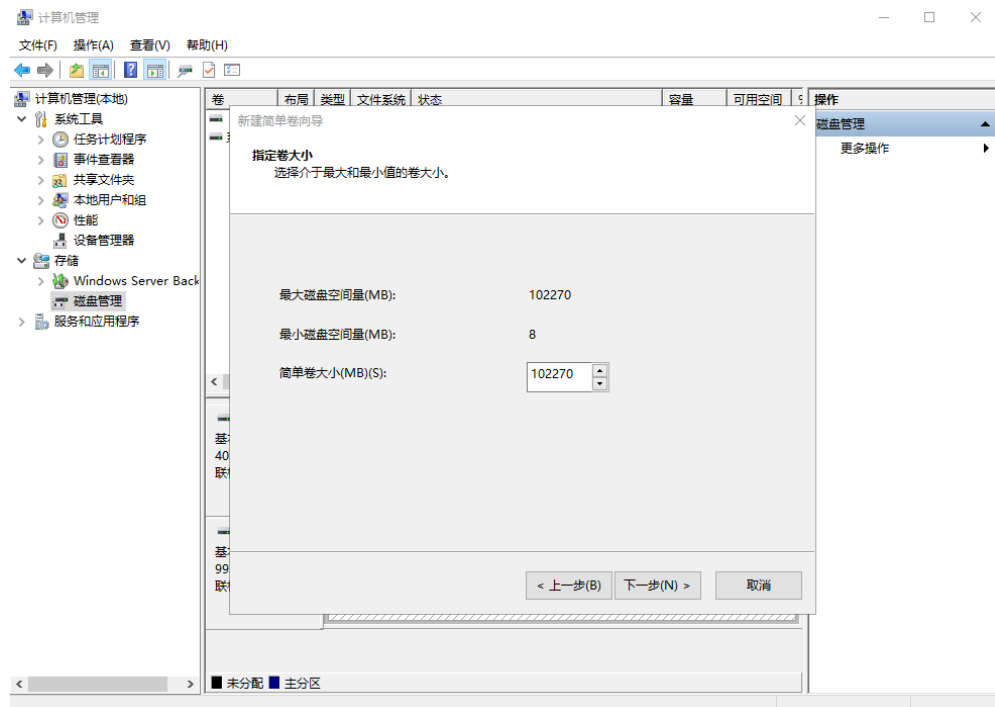 计算机管理
文件(F) 操作(A) 查看(V) 帮助(H)
计算机管理(本地)
系统工具
任务计划程序
事件查看器
共享文件夹
本地用户和组
性能
设备管理器
存储
Windows Server Back
磁盘管理
服务和应用程序
卷 布局 类型 文件系统 状态 容量 可用空间
新建简单卷向导
指定卷大小
选择介于最大和最小值的卷大小。
最大磁盘空间量(MB): 102270
最小磁盘空间量(MB): 8
简单卷大小(MB)(S): 102270
< 上一步(B) 下一步(N) > 取消
基
40
联
基
99
联
未分配 主分区
操作
磁盘管理
更多操作